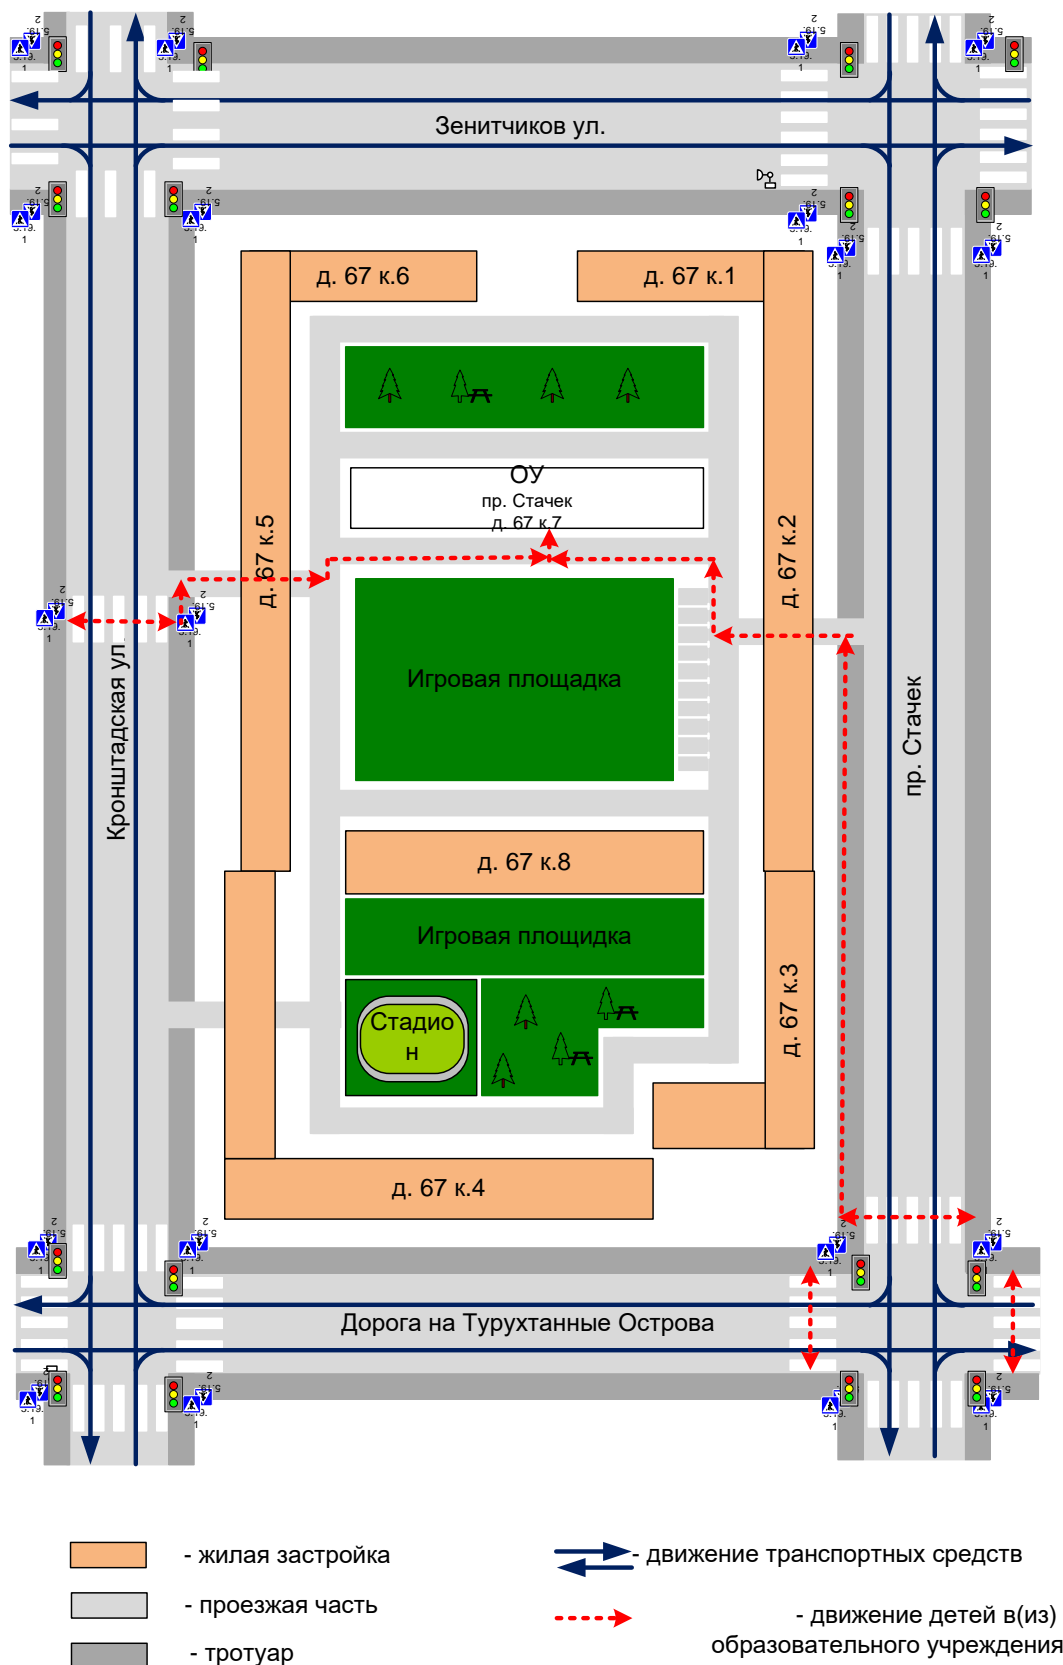 Зенитчиков ул.
д. 67 к.6
д. 67 к.1
ОУ
пр. Стачек
д. 67 к.7
д. 67 к.5
д. 67 к.2
Игровая площадка
Кронштадская ул.
пр. Стачек
д. 67 к.8
Игровая площидка
Стадио
н
д. 67 к.3
д. 67 к.4
Дорога на Турухтанные Острова
- жилая застройка
- движение транспортных средств
- проезжая часть
- движение детей в(из)
образовательного учреждения
- тротуар